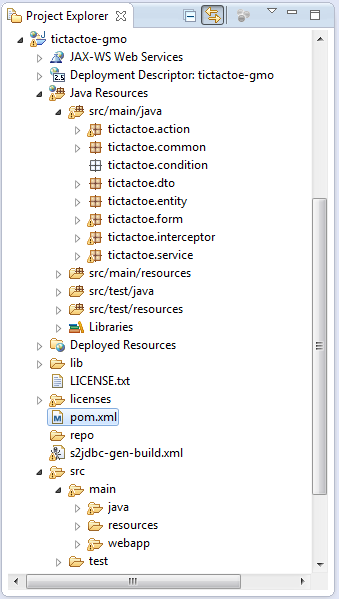 Project Explorer
tictactoe-gmo
JAX-WS Web Services
Deployment Descriptor: tictactoe-gmo
Java Resources
src/main/java
tictactoe.action
tictactoe.common
tictactoe.condition
tictactoe.dto
tictactoe.entity
tictactoe.form
tictactoe.interceptor
tictactoe.service
src/main/resources
src/test/java
src/test/resources
Libraries
Deployed Resources
lib
LICENSE.txt
licenses
pom.xml
repo
s2jdbc-gen-build.xml
src
main
java
resources
webapp
test